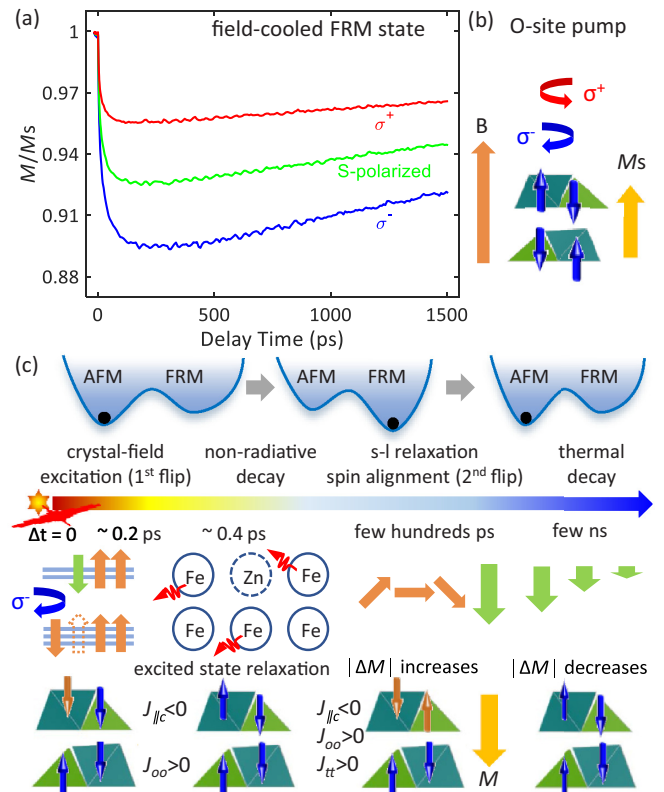 (a)
field-cooled FRM state
1
0.97
0.94
0.91
0.88
M/Ms
σ+
S-polarized
σ-
0
500
1000
1500
Delay Time (ps)
(b)
O-site pump
σ+
σ-
B
Ms
(c)
AFM FRM
AFM FRM
AFM FRM
crystal-field
excitation (1st flip)
non-radiative
decay
s-l relaxation
spin alignment (2nd flip)
thermal
decay
Δt = 0
~ 0.2 ps
~ 0.4 ps
few hundreds ps
few ns
σ-
Fe Zn Fe
Fe Fe Fe
excited state relaxation
|ΔM| increases
|ΔM| decreases
J∥c<0
Joo>0
J∥c<0
Joo>0
Jtt>0
M